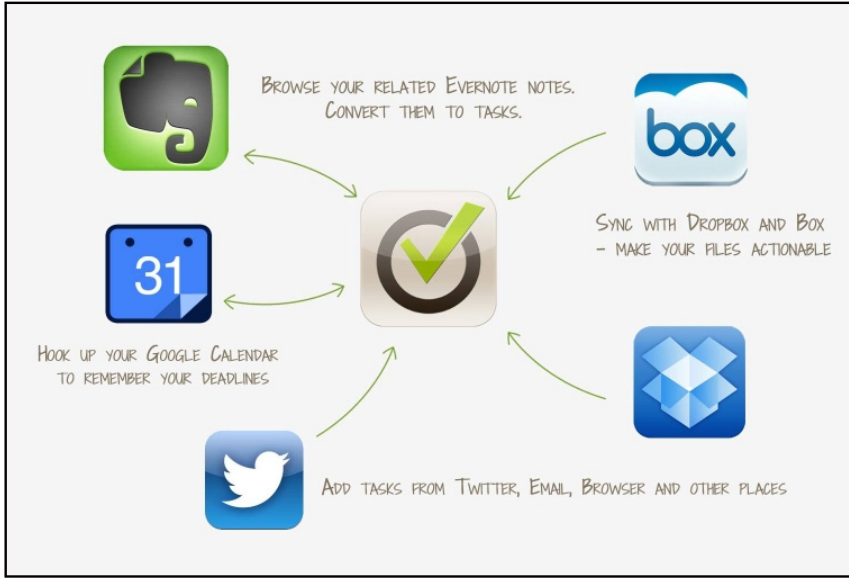 Browse your related Evernote notes.
Convert them to tasks.
box
Sync with Dropbox and Box
– make your files actionable
31
Hook up your Google Calendar
to remember your deadlines
Add tasks from Twitter, Email, Browser and other places